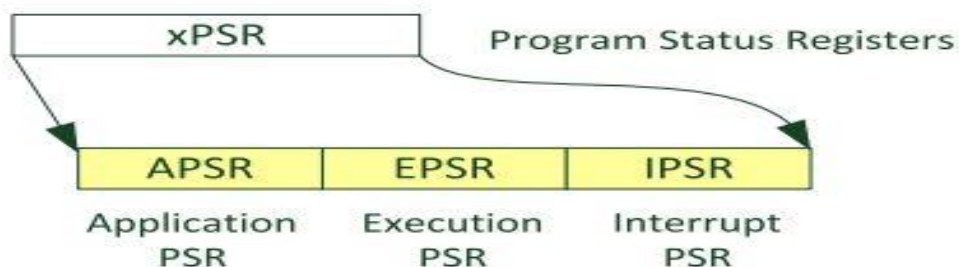 xPSR
Program Status Registers
APSR
EPSR
IPSR
Application
PSR
Execution
PSR
Interrupt
PSR